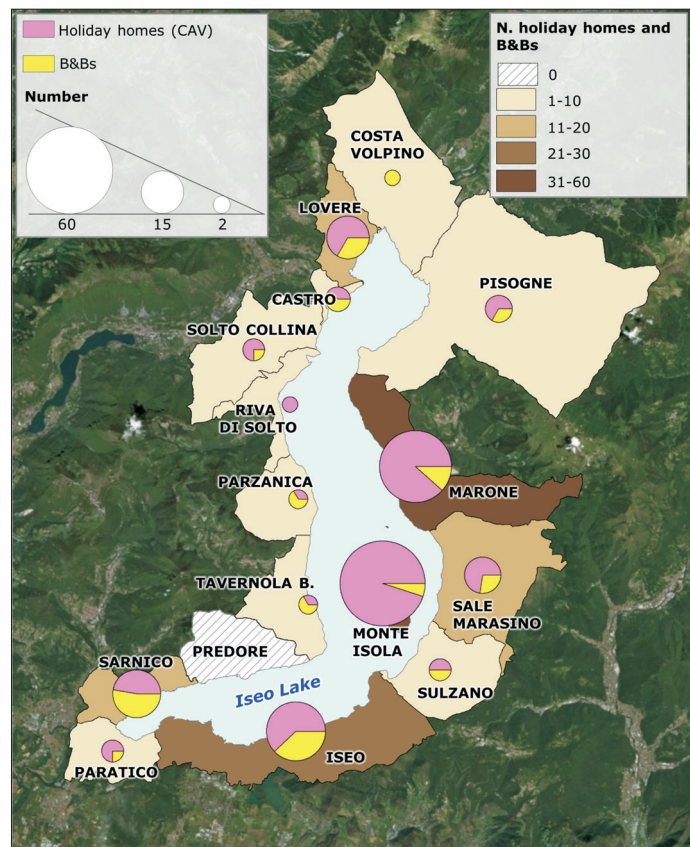 Holiday homes (CAV)
B&Bs
Number
60 15 2
N. holiday homes and
B&Bs
0
1-10
11-20
21-30
31-60
COSTA
VOLPINO
LOVERE
PISOGNE
CASTRO
SOLTO COLLINA
RIVA
DI SOLTO
PARZANICA
MARONE
TAVERNOLA B.
SALE
MARASINO
MONTE
ISOLA
PREDORE
SARNICO
SULZANO
Iseo Lake
ISEO
PARATICO